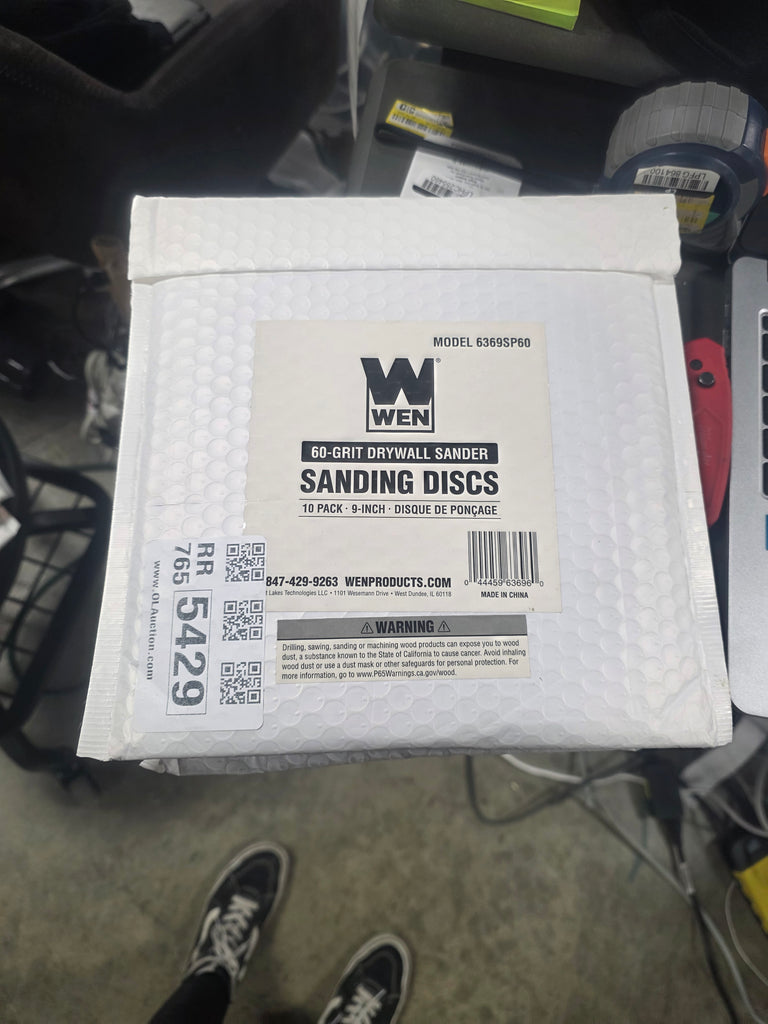 MODEL 6369SP60
W®
WEN
60-GRIT DRYWALL SANDER
SANDING DISCS
10 PACK · 9-INCH · DISQUE DE PONÇAGE
847-429-9263 WENPRODUCTS.COM
t Lakes Technologies LLC • 1101 Wesemann Drive • West Dundee, IL 60118
0 44459 63696 0
MADE IN CHINA
⚠ WARNING ⚠
Drilling, sawing, sanding or machining wood products can expose you to wood
dust, a substance known to the State of California to cause cancer. Avoid inhaling
wood dust or use a dust mask or other safeguards for personal protection. For
more information, go to www.P65Warnings.ca.gov/wood.
RR
765
5429
www.OLAuction.com